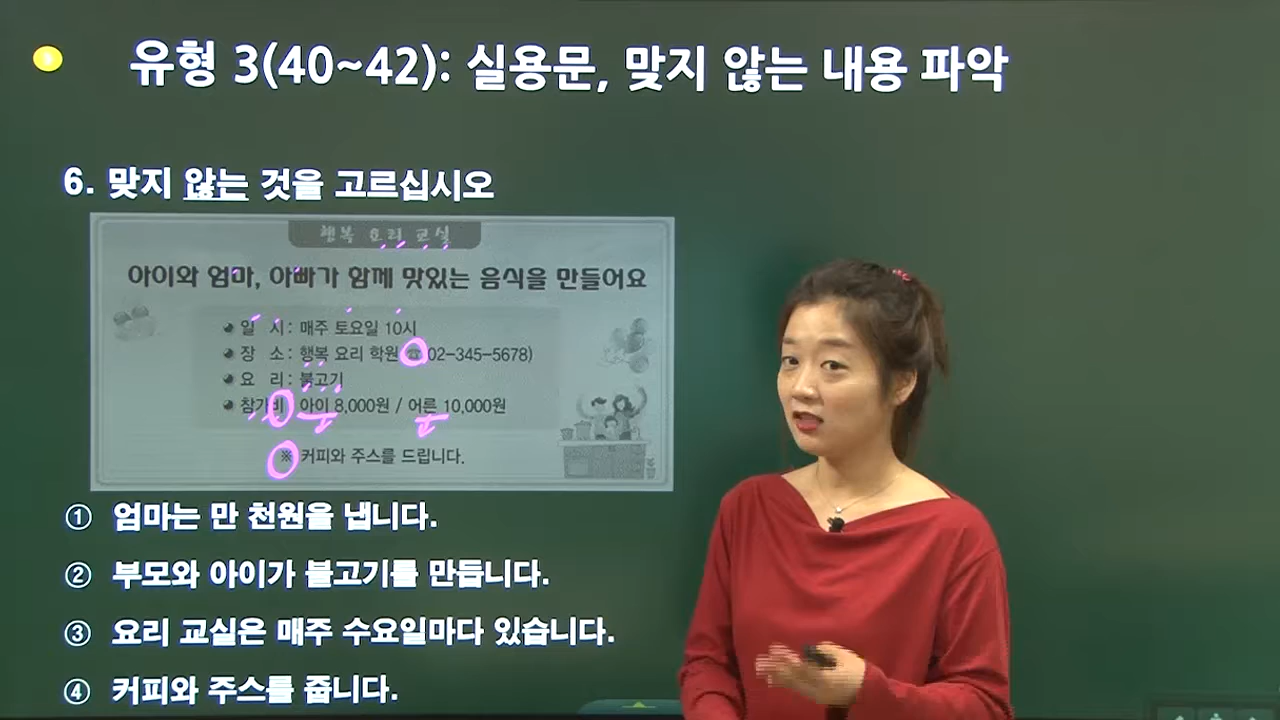 유형 3(40~42): 실용문, 맞지 않는 내용 파악
6. 맞지 않는 것을 고르십시오
행복 요리 교실
아이와 엄마, 아빠가 함께 맛있는 음식을 만들어요
일 시 : 매주 토요일 10시
장 소 : 행복 요리 학원 ☎02-345-5678)
요 리 : 불고기
참가비 아이 8,000원 / 어른 10,000원
※ 커피와 주스를 드립니다.
① 엄마는 만 천원을 냅니다.
② 부모와 아이가 불고기를 만듭니다.
③ 요리 교실은 매주 수요일마다 있습니다.
④ 커피와 주스를 줍니다.